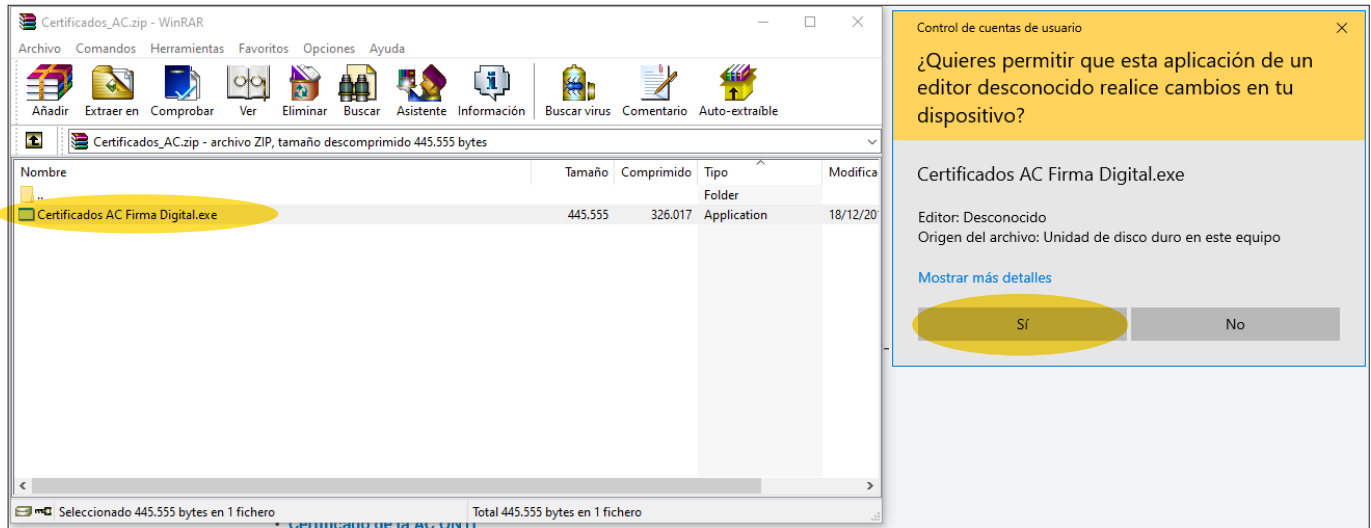 Certificados_AC.zip - WinRAR
Archivo Comandos Herramientas Favoritos Opciones Ayuda
Añadir Extraer en Comprobar Ver Eliminar Buscar Asistente Información Buscar virus Comentario Auto-extraíble
Certificados_AC.zip - archivo ZIP, tamaño descomprimido 445.555 bytes
Nombre Tamaño Comprimido Tipo Modifica
.. Folder
Certificados AC Firma Digital.exe 445.555 326.017 Application 18/12/20
Seleccionado 445.555 bytes en 1 fichero Total 445.555 bytes en 1 fichero
Certificado de la AC ONTI
Control de cuentas de usuario
¿Quieres permitir que esta aplicación de un
editor desconocido realice cambios en tu
dispositivo?
Certificados AC Firma Digital.exe
Editor: Desconocido
Origen del archivo: Unidad de disco duro en este equipo
Mostrar más detalles
Sí No